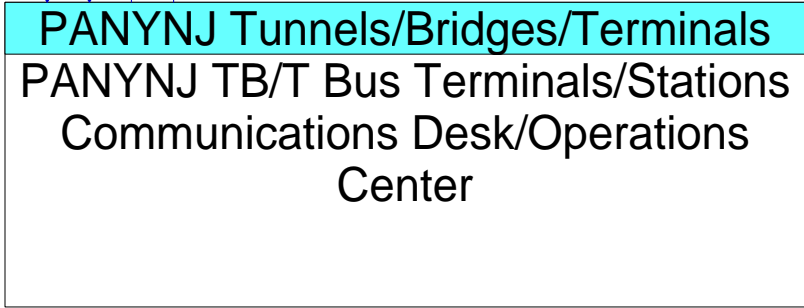 PANYNJ Tunnels/Bridges/Terminals
PANYNJ TB/T Bus Terminals/Stations
Communications Desk/Operations
Center